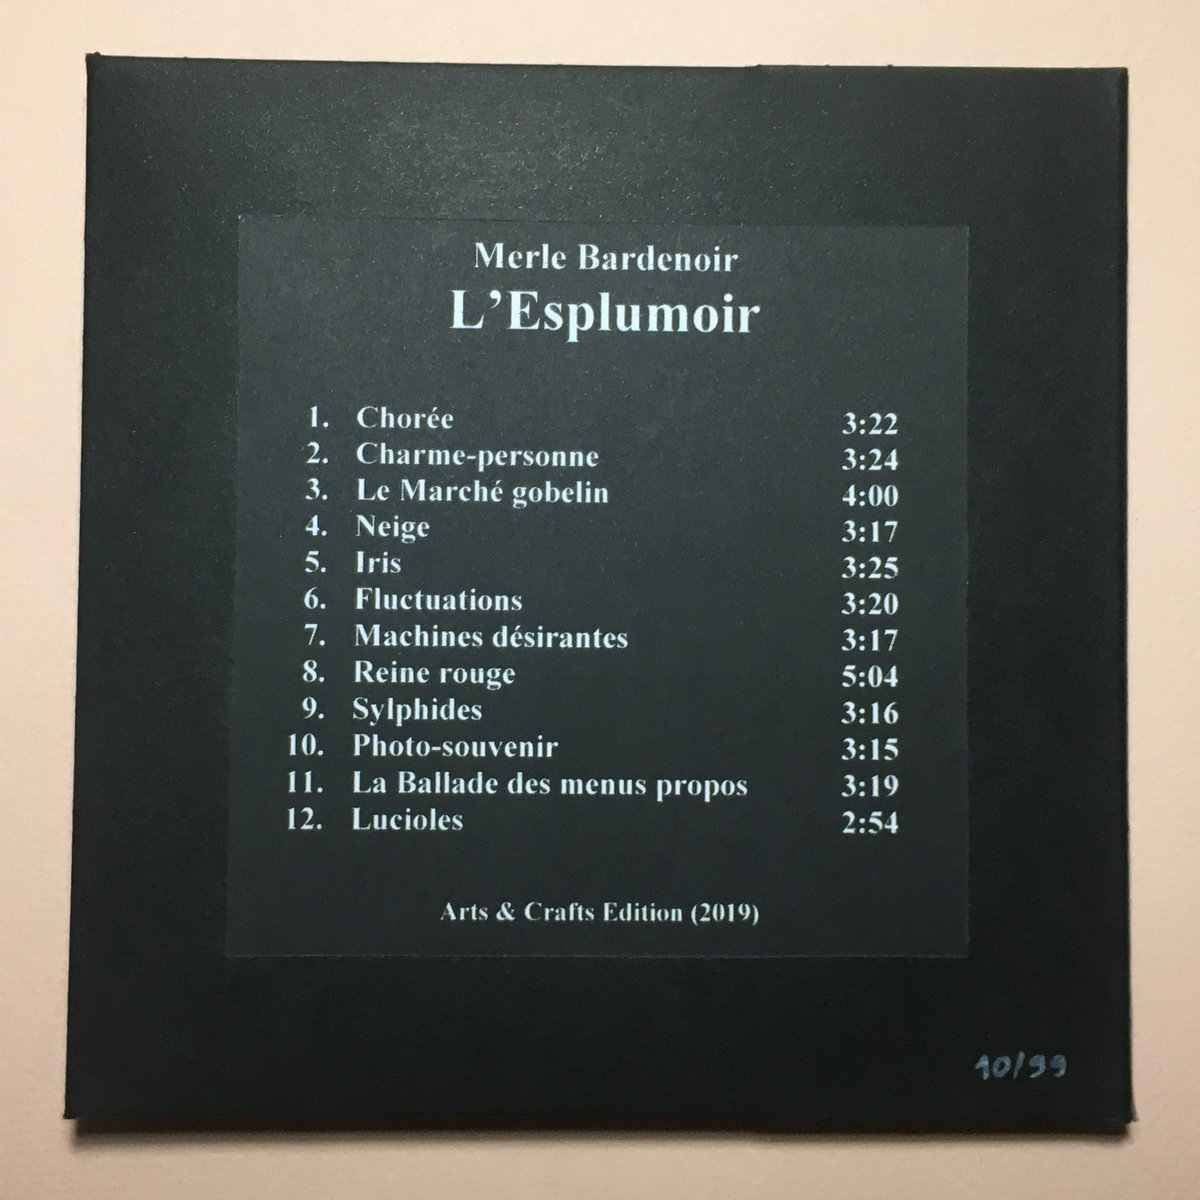 Merle Bardenoir
L’Esplumoir
1. Chorée 3:22
2. Charme-personne 3:24
3. Le Marché gobelin 4:00
4. Neige 3:17
5. Iris 3:25
6. Fluctuations 3:20
7. Machines désirantes 3:17
8. Reine rouge 5:04
9. Sylphides 3:16
10. Photo-souvenir 3:15
11. La Ballade des menus propos 3:19
12. Lucioles 2:54
Arts & Crafts Edition (2019)
10/99